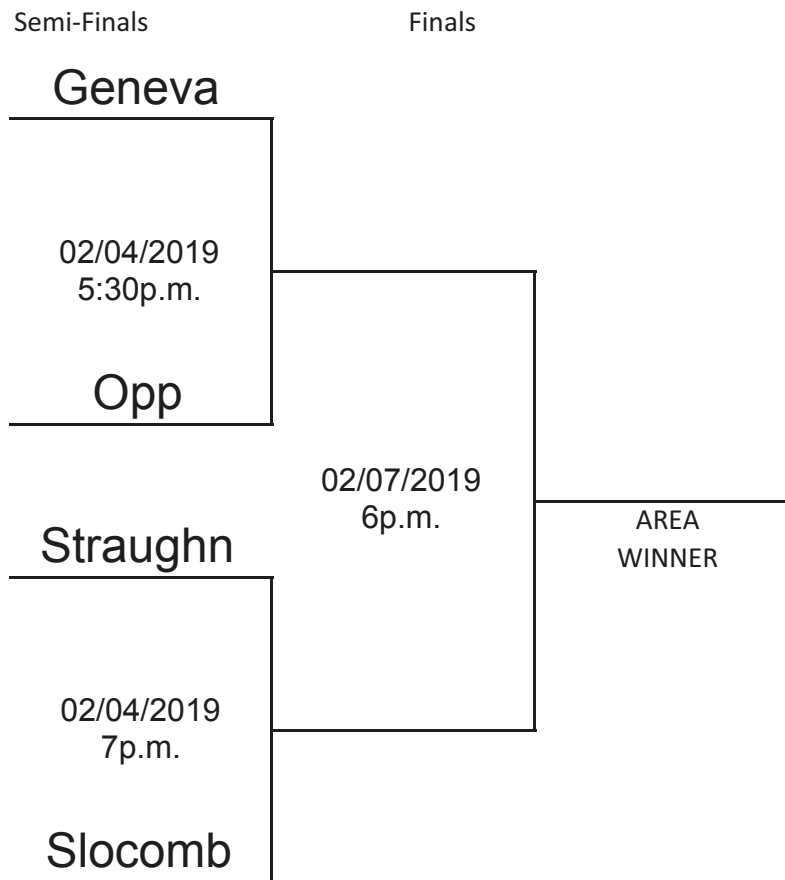 Semi-Finals
Finals
Geneva
02/04/2019
5:30p.m.
Opp
02/07/2019
6p.m.
AREA
WINNER
Straughn
02/04/2019
7p.m.
Slocomb